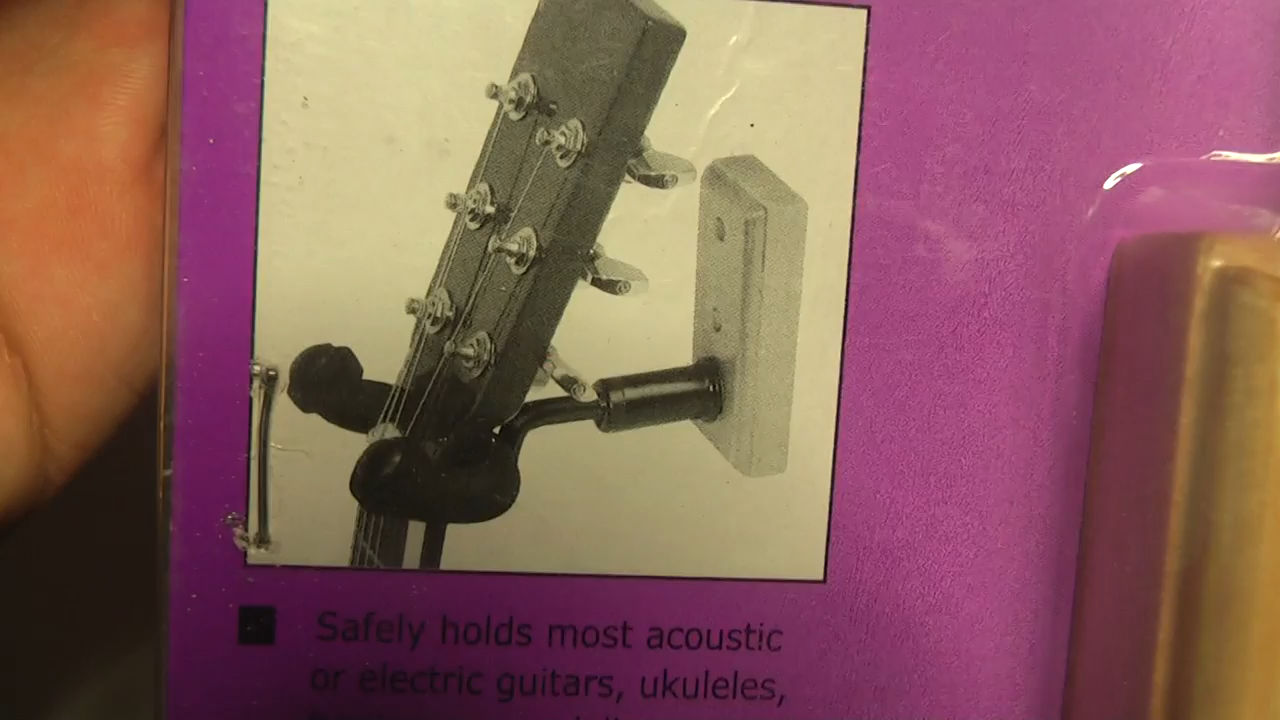 Safely holds most acoustic
or electric guitars, ukuleles,